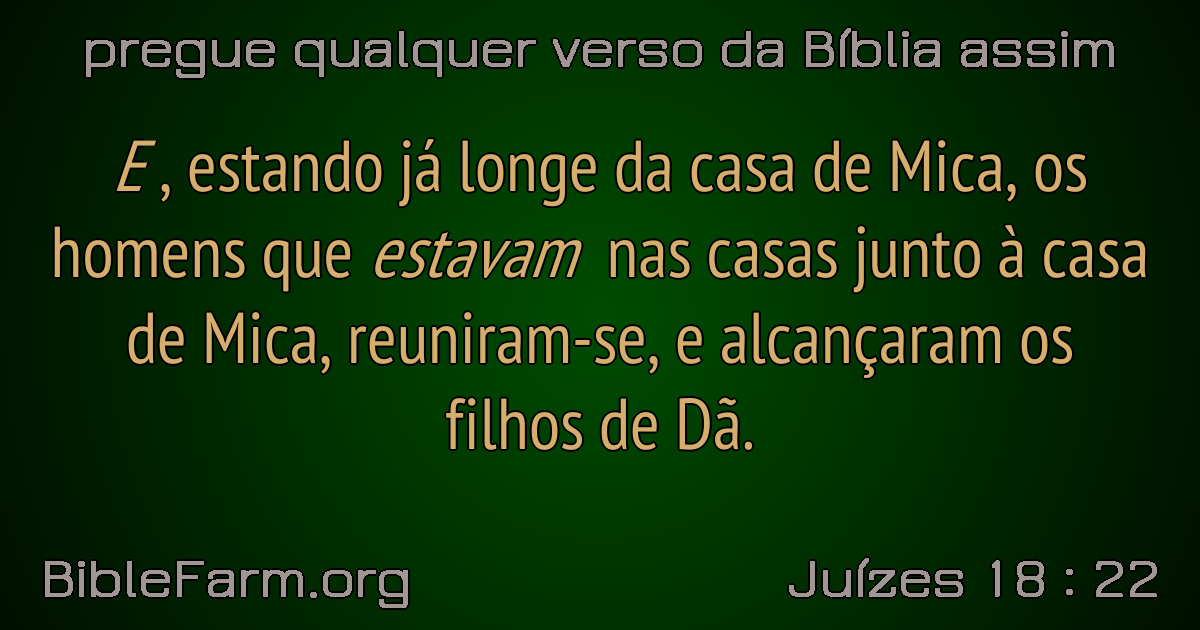 pregue qualquer verso da Bíblia assim
E , estando já longe da casa de Mica, os
homens que estavam nas casas junto à casa
de Mica, reuniram-se, e alcançaram os
filhos de Dã.
BibleFarm.org
Juízes 18 : 22